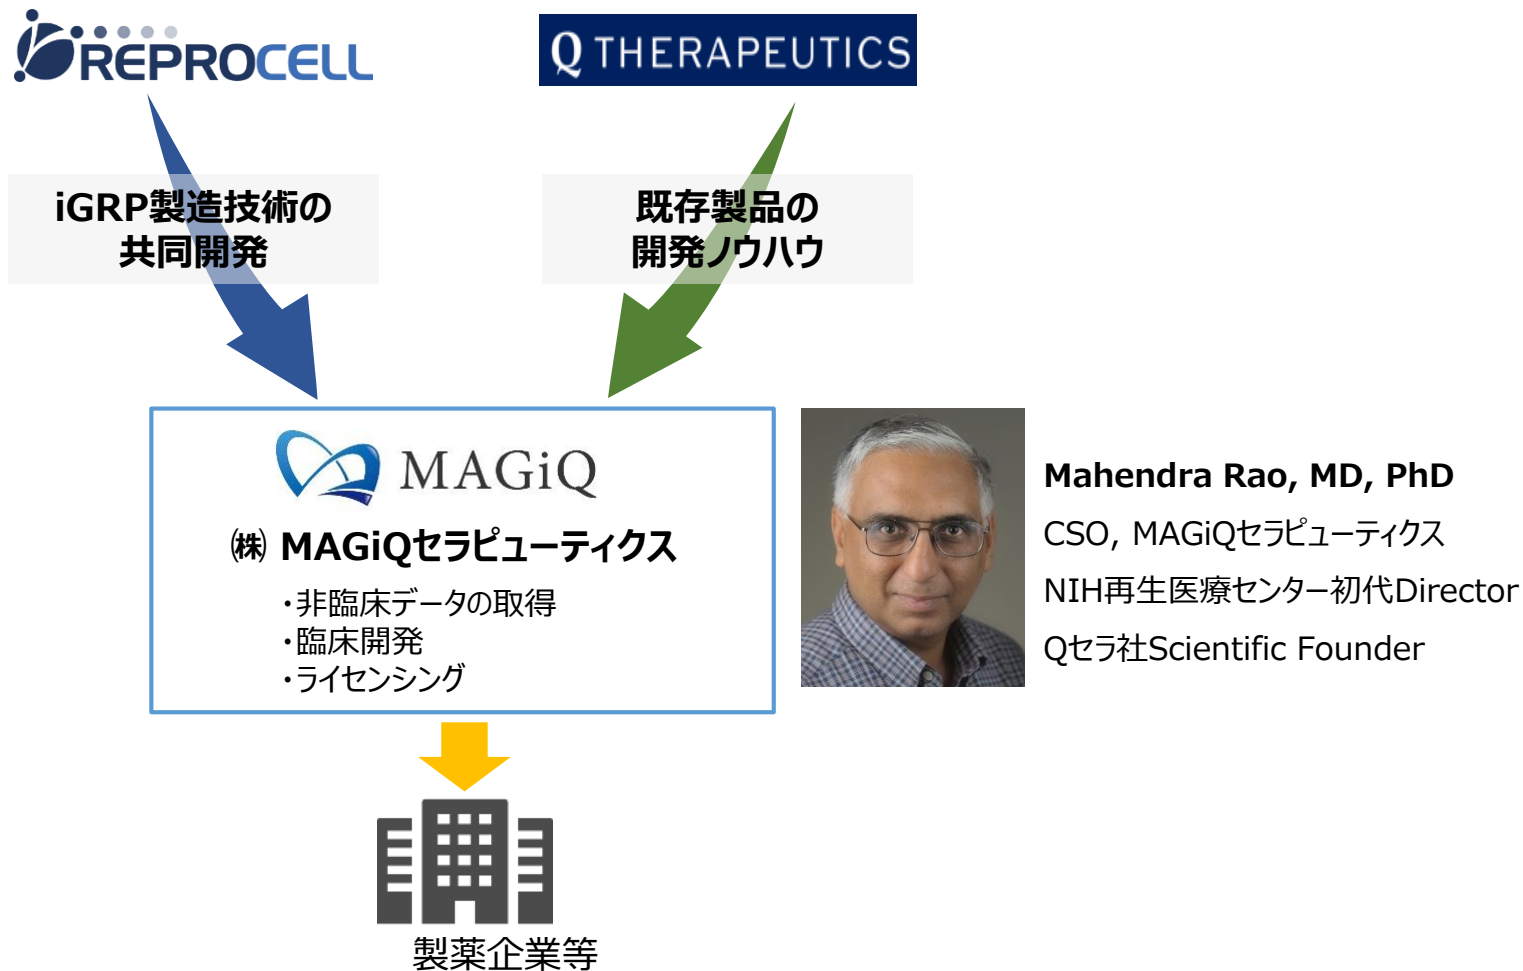 REPROCELL
Q THERAPEUTICS
iGRP製造技術の
共同開発
既存製品の
開発ノウハウ
MAGiQ
㈱ MAGiQセラピューティクス
・非臨床データの取得
・臨床開発
・ライセンシング
Mahendra Rao, MD, PhD
CSO, MAGiQセラピューティクス
NIH再生医療センター初代Director
Qセラ社Scientific Founder
製薬企業等